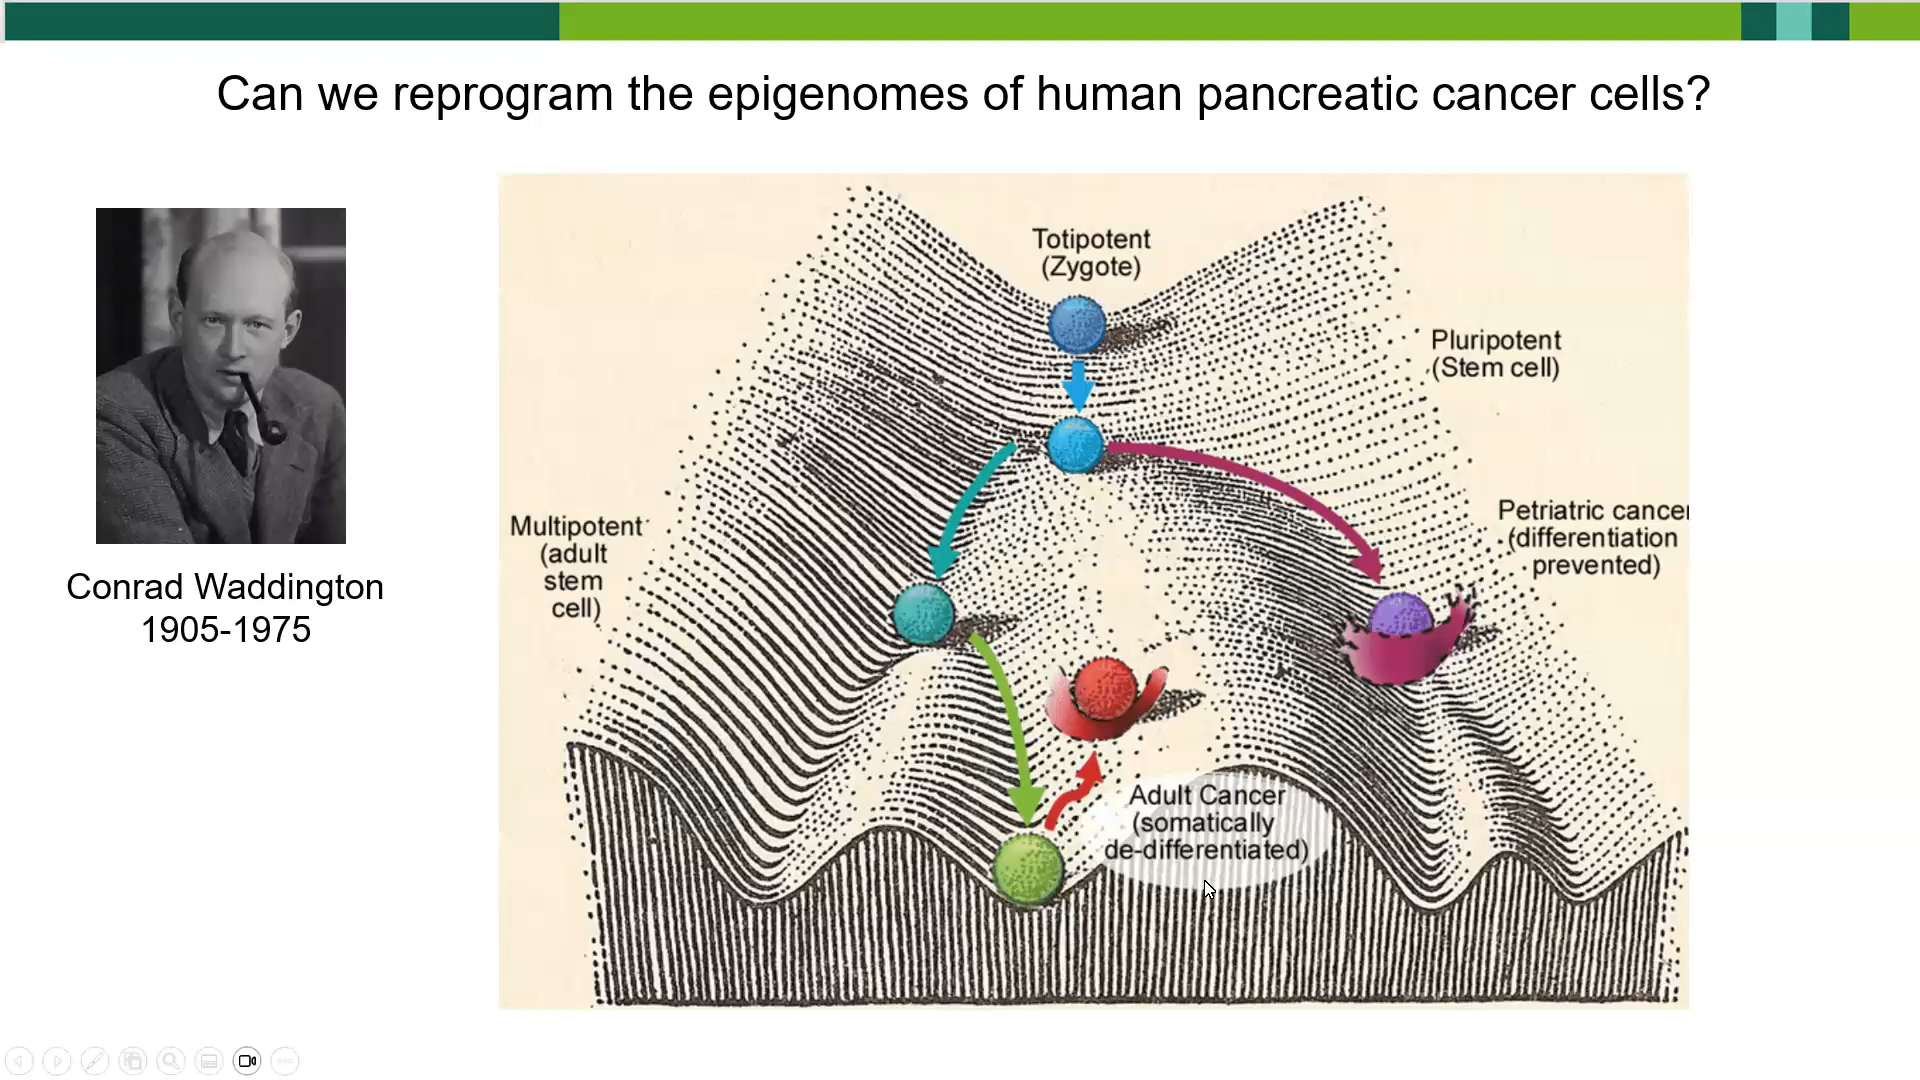 Can we reprogram the epigenomes of human pancreatic cancer cells?
Totipotent
(Zygote)
Pluripotent
(Stem cell)
Petriatric cancer
(differentiation
prevented)
Multipotent
(adult
stem
cell)
Conrad Waddington
1905-1975
Adult Cancer
(somatically
de-differentiated)